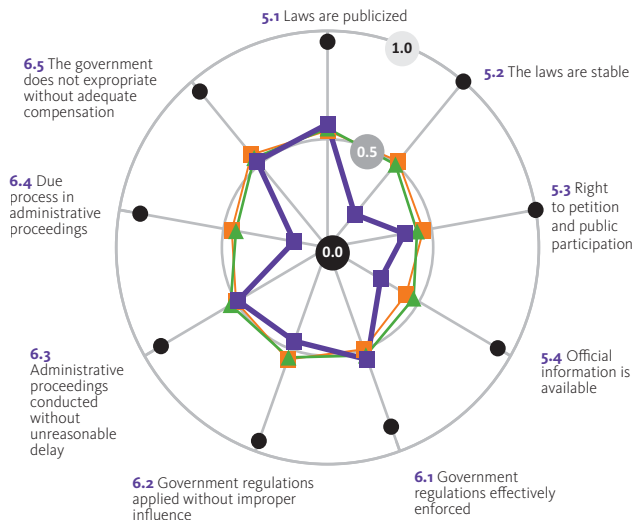 5.1 Laws are publicized
1.0
5.2 The laws are stable
6.5 The government
does not expropriate
without adequate
compensation
0.5
6.4 Due
process in
administrative
proceedings
5.3 Right
to petition
and public
participation
0.0
6.3
Administrative
proceedings
conducted
without
unreasonable
delay
5.4 Official
information is
available
6.2 Government regulations
applied without improper
influence
6.1 Government
regulations effectively
enforced